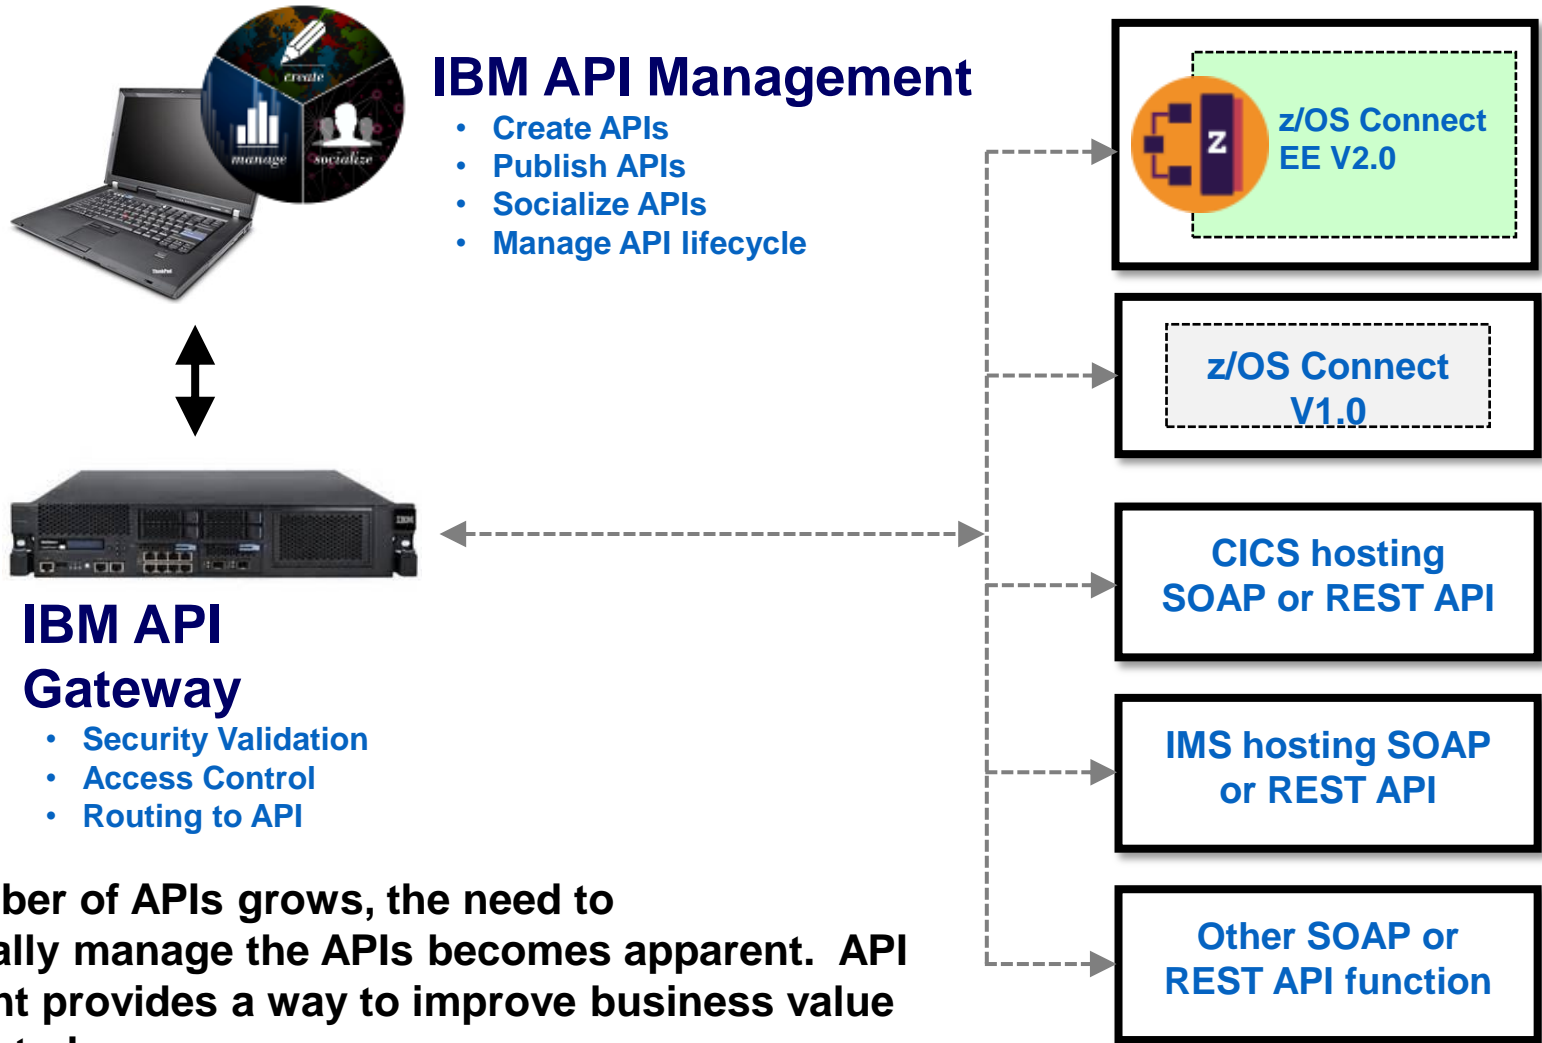 create
manage
socialize
IBM API Management
• Create APIs
• Publish APIs
• Socialize APIs
• Manage API lifecycle
IBM API
Gateway
• Security Validation
• Access Control
• Routing to API
z
z/OS Connect
EE V2.0
z/OS Connect
V1.0
CICS hosting
SOAP or REST API
IMS hosting SOAP
or REST API
Other SOAP or
REST API function
ber of APIs grows, the need to
ally manage the APIs becomes apparent. API
nt provides a way to improve business value